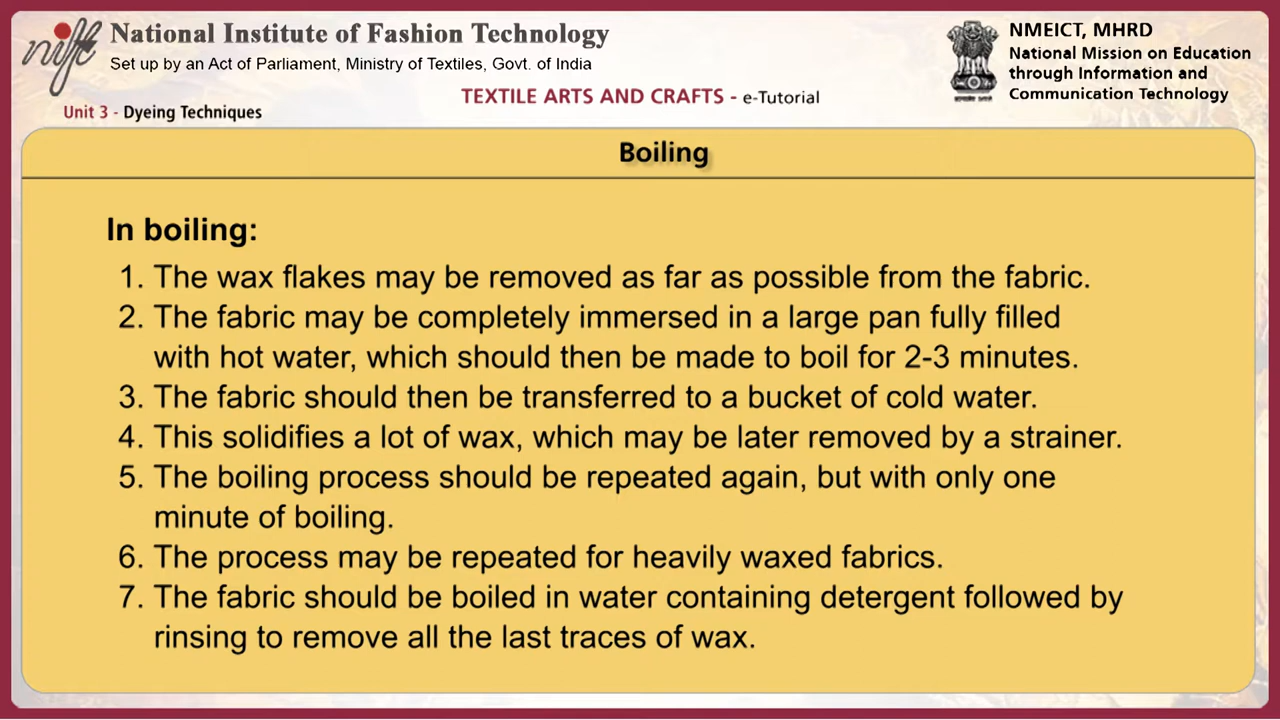 nift
National Institute of Fashion Technology
Set up by an Act of Parliament, Ministry of Textiles, Govt. of India
NMEICT, MHRD
National Mission on Education
through Information and
Communication Technology
TEXTILE ARTS AND CRAFTS - e-Tutorial
Unit 3 - Dyeing Techniques
Boiling
In boiling:
1. The wax flakes may be removed as far as possible from the fabric.
2. The fabric may be completely immersed in a large pan fully filled
with hot water, which should then be made to boil for 2-3 minutes.
3. The fabric should then be transferred to a bucket of cold water.
4. This solidifies a lot of wax, which may be later removed by a strainer.
5. The boiling process should be repeated again, but with only one
minute of boiling.
6. The process may be repeated for heavily waxed fabrics.
7. The fabric should be boiled in water containing detergent followed by
rinsing to remove all the last traces of wax.